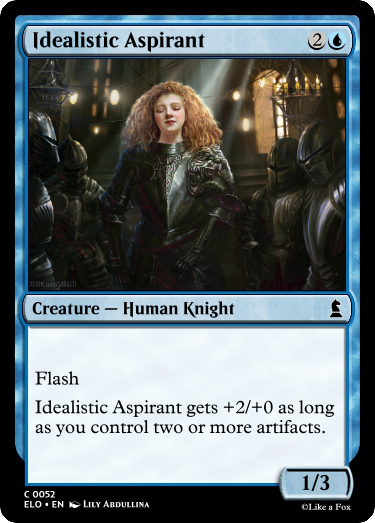 Idealistic Aspirant 2
Creature — Human Knight
Flash
Idealistic Aspirant gets +2/+0 as long
as you control two or more artifacts.
1/3
C 0052
ELO • EN Lily Abdullina
©Like a Fox